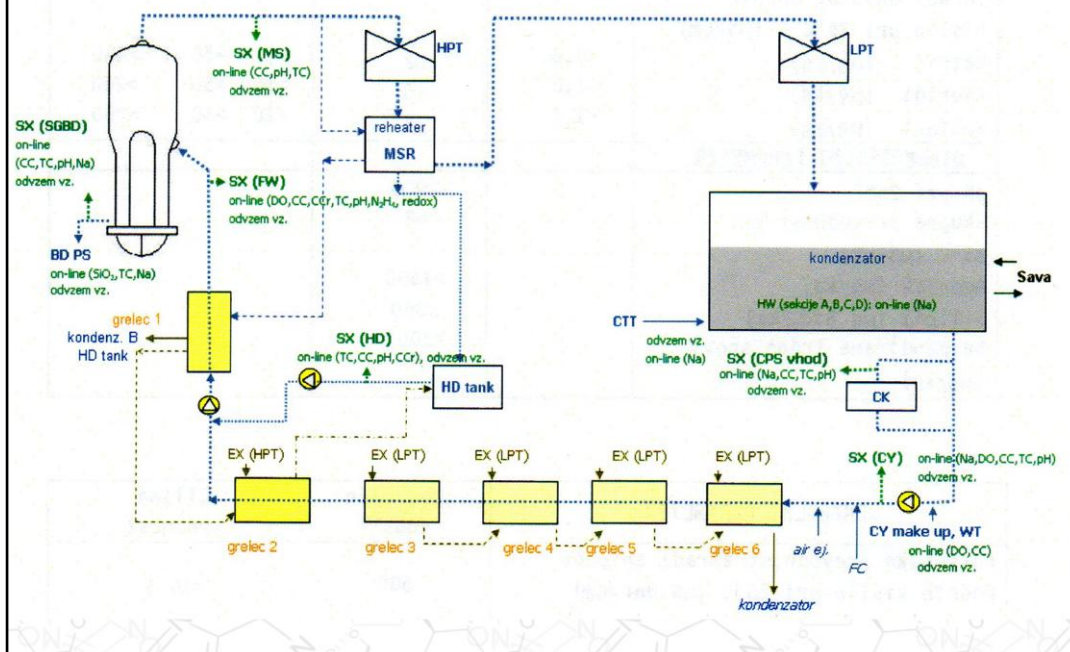 SX (MS)
on-line (CC,pH,TC)
odvzem vz.
HPT
LPT
SX (SGBD)
on-line
(CC,TC,pH,Na)
odvzem vz.
reheater
MSR
SX (FW)
on-line (DO,CC,CCr,TC,pH,N₂H₄, redox)
odvzem vz.
BD PS
on-line (SiO₂,TC,Na)
odvzem vz.
kondenzator
Sava
HW (sekcije A,B,C,D): on-line (Na)
grelec 1
kondenz. B
HD tank
CTT
odvzem vz.
on-line (Na)
SX (HD)
on-line (TC,CC,pH,CCr), odvzem vz.
SX (CPS vhod)
on-line (Na,CC,TC,pH)
odvzem vz.
HD tank
CK
EX (HPT)
EX (LPT)
EX (LPT)
EX (LPT)
EX (LPT)
SX (CY)
on-line (Na,DO,CC,TC,pH)
odvzem vz.
grelec 2
grelec 3
grelec 4
grelec 5
grelec 6
air ej.
FC
CY make up, WT
on-line (DO,CC)
odvzem vz.
kondenzator